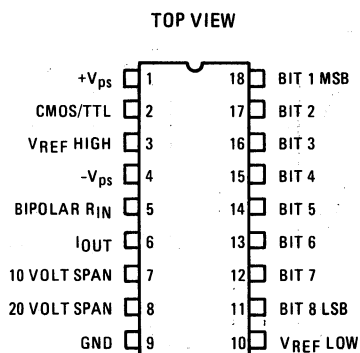 TOP VIEW
+Vps 1 18 BIT 1 MSB
CMOS/TTL 2 17 BIT 2
VREF HIGH 3 16 BIT 3
-Vps 4 15 BIT 4
BIPOLAR RIN 5 14 BIT 5
IOUT 6 13 BIT 6
10 VOLT SPAN 7 12 BIT 7
20 VOLT SPAN 8 11 BIT 8 LSB
GND 9 10 VREF LOW